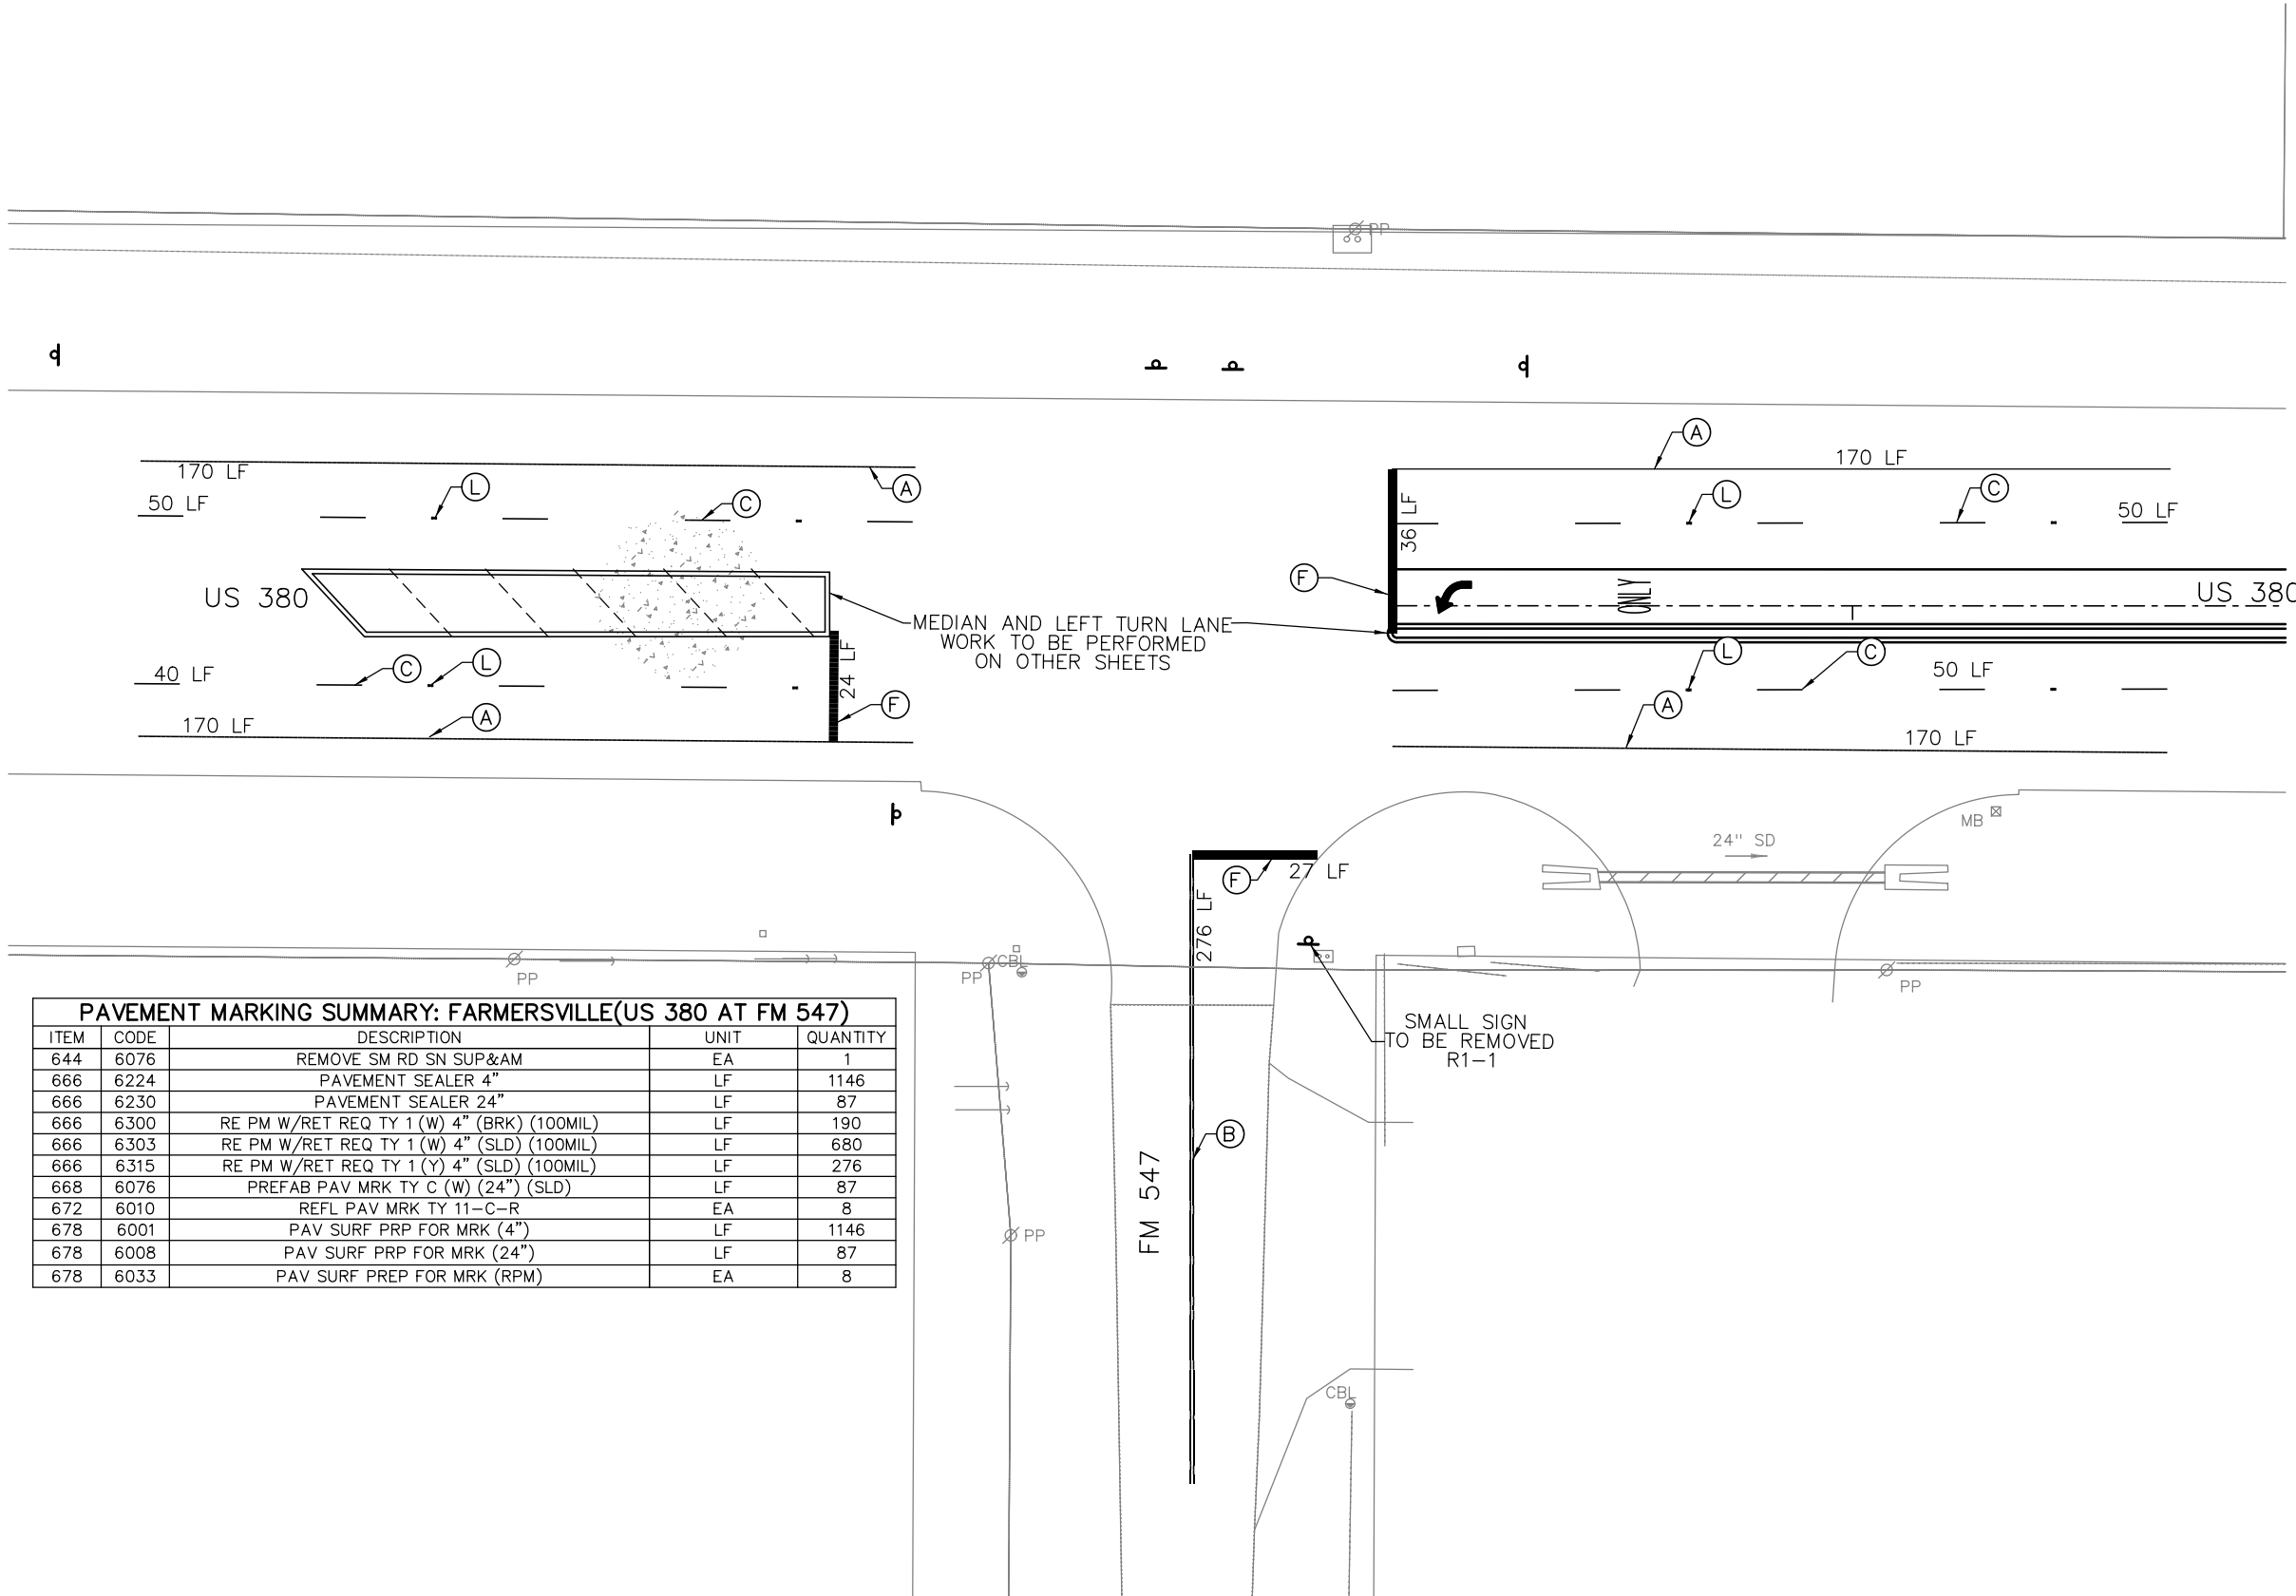 PP
A
170 LF
170 LF
L
A
L
C
50 LF
C
50 LF
50 LF
36 LF
F
ONLY
US 380
US 380
MEDIAN AND LEFT TURN LANE
WORK TO BE PERFORMED
ON OTHER SHEETS
L
C
40 LF
C
L
50 LF
24 LF
F
A
170 LF
A
170 LF
MB
24" SD
27 LF
F
276 LF
PP
PP
CBL
PP
SMALL SIGN
TO BE REMOVED
R1-1
PAVEMENT MARKING SUMMARY: FARMERSVILLE(US 380 AT FM 547)
ITEM CODE DESCRIPTION UNIT QUANTITY
644 6076 REMOVE SM RD SN SUP&AM EA 1
666 6224 PAVEMENT SEALER 4" LF 1146
666 6230 PAVEMENT SEALER 24" LF 87
666 6300 RE PM W/RET REQ TY 1 (W) 4" (BRK) (100MIL) LF 190
666 6303 RE PM W/RET REQ TY 1 (W) 4" (SLD) (100MIL) LF 680
666 6315 RE PM W/RET REQ TY 1 (Y) 4" (SLD) (100MIL) LF 276
668 6076 PREFAB PAV MRK TY C (W) (24") (SLD) LF 87
672 6010 REFL PAV MRK TY 11-C-R EA 8
678 6001 PAV SURF PRP FOR MRK (4") LF 1146
678 6008 PAV SURF PRP FOR MRK (24") LF 87
678 6033 PAV SURF PREP FOR MRK (RPM) EA 8
B
FM 547
PP
CBL